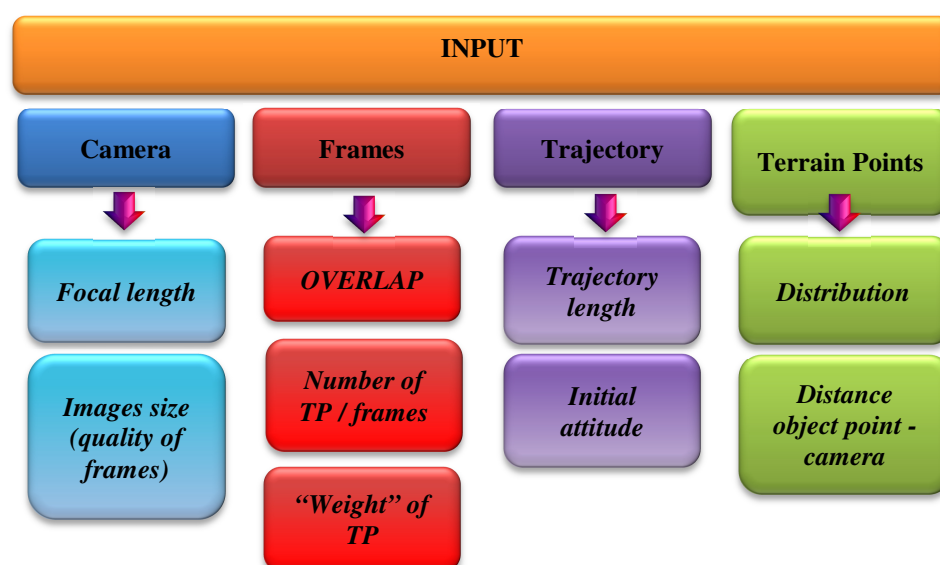 INPUT
Camera
Frames
Trajectory
Terrain Points
Focal length
OVERLAP
Trajectory
length
Distribution
Images size
(quality of
frames)
Number of
TP / frames
Initial
attitude
Distance
object point -
camera
“Weight” of
TP